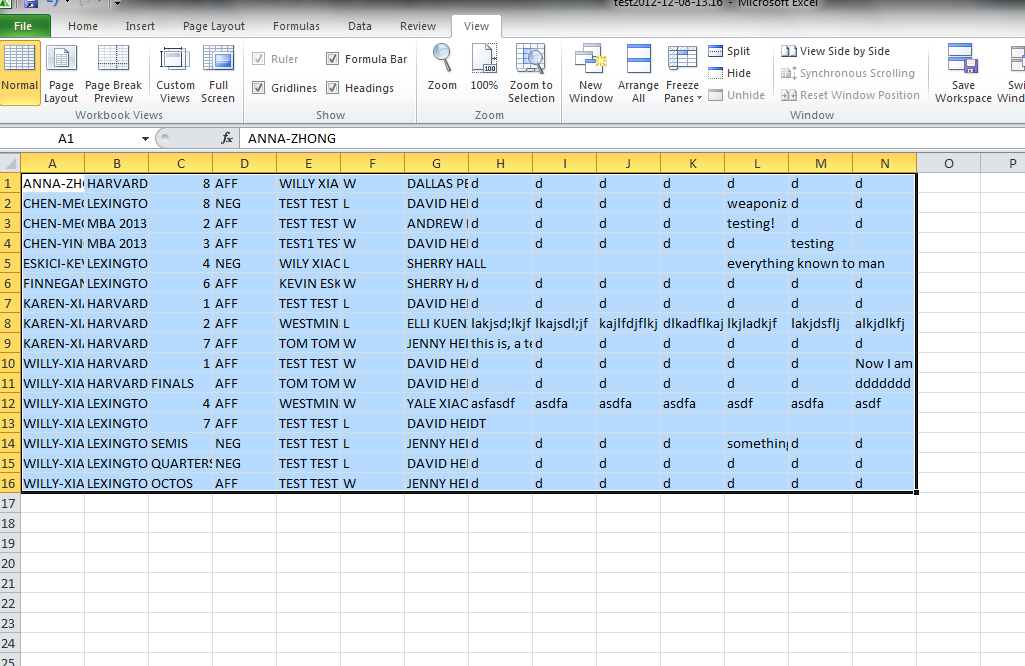 test2012-12-08-13.16 - Microsoft Excel
File Home Insert Page Layout Formulas Data Review View
Normal Page Layout Page Break Preview Custom Views Full Screen
Workbook Views
Ruler Formula Bar
Gridlines Headings
Show
Zoom 100% Zoom to Selection
Zoom
New Window Arrange All Freeze Panes
Split
Hide
Unhide
View Side by Side
Synchronous Scrolling
Reset Window Position
Save Workspace
Window
A1 fx ANNA-ZHONG
A B C D E F G H I J K L M N O P
1 ANNA-ZH HARVARD 8 AFF WILLY XIA W DALLAS PE d d d d d d d
2 CHEN-MEC LEXINGTO 8 NEG TEST TEST L DAVID HEI d d d d weaponiz d d
3 CHEN-MEC MBA 2013 2 AFF TEST TEST W ANDREW d d d d testing! d d
4 CHEN-YIN MBA 2013 3 AFF TEST1 TES W DAVID HEI d d d d d testing
5 ESKICI-KEV LEXINGTO 4 NEG WILY XIAO L SHERRY HALL everything known to man
6 FINNEGAN LEXINGTO 6 AFF KEVIN ESK W SHERRY HA d d d d d d d
7 KAREN-XI HARVARD 1 AFF TEST TEST L DAVID HEI d d d d d d d
8 KAREN-XI HARVARD 2 AFF WESTMIN L ELLI KUEN lakjsd;lkjf lkajsdl;jf kajlfdjflkj dlkadflkaj lkjladkjf lakjdsflj alkjdlkfj
9 KAREN-XI HARVARD 7 AFF TOM TOM W JENNY HEI this is, a te d d d d d d
10 WILLY-XIA HARVARD 1 AFF TEST TEST W DAVID HEI d d d d d d Now I am
11 WILLY-XIA HARVARD FINALS AFF TOM TOM W DAVID HEI d d d d d d ddddddd
12 WILLY-XIA LEXINGTO 4 AFF WESTMIN W YALE XIAO asfasdf asdfa asdfa asdfa asdf asdfa asdf
13 WILLY-XIA LEXINGTO 7 AFF TEST TEST L DAVID HEIDT
14 WILLY-XIA LEXINGTO SEMIS NEG TEST TEST L JENNY HEI d d d d something d d
15 WILLY-XIA LEXINGTO QUARTERS NEG TEST TEST L DAVID HEI d d d d d d d
16 WILLY-XIA LEXINGTO OCTOS AFF TEST TEST W JENNY HEI d d d d d d d
17
18
19
20
21
22
23
24
25